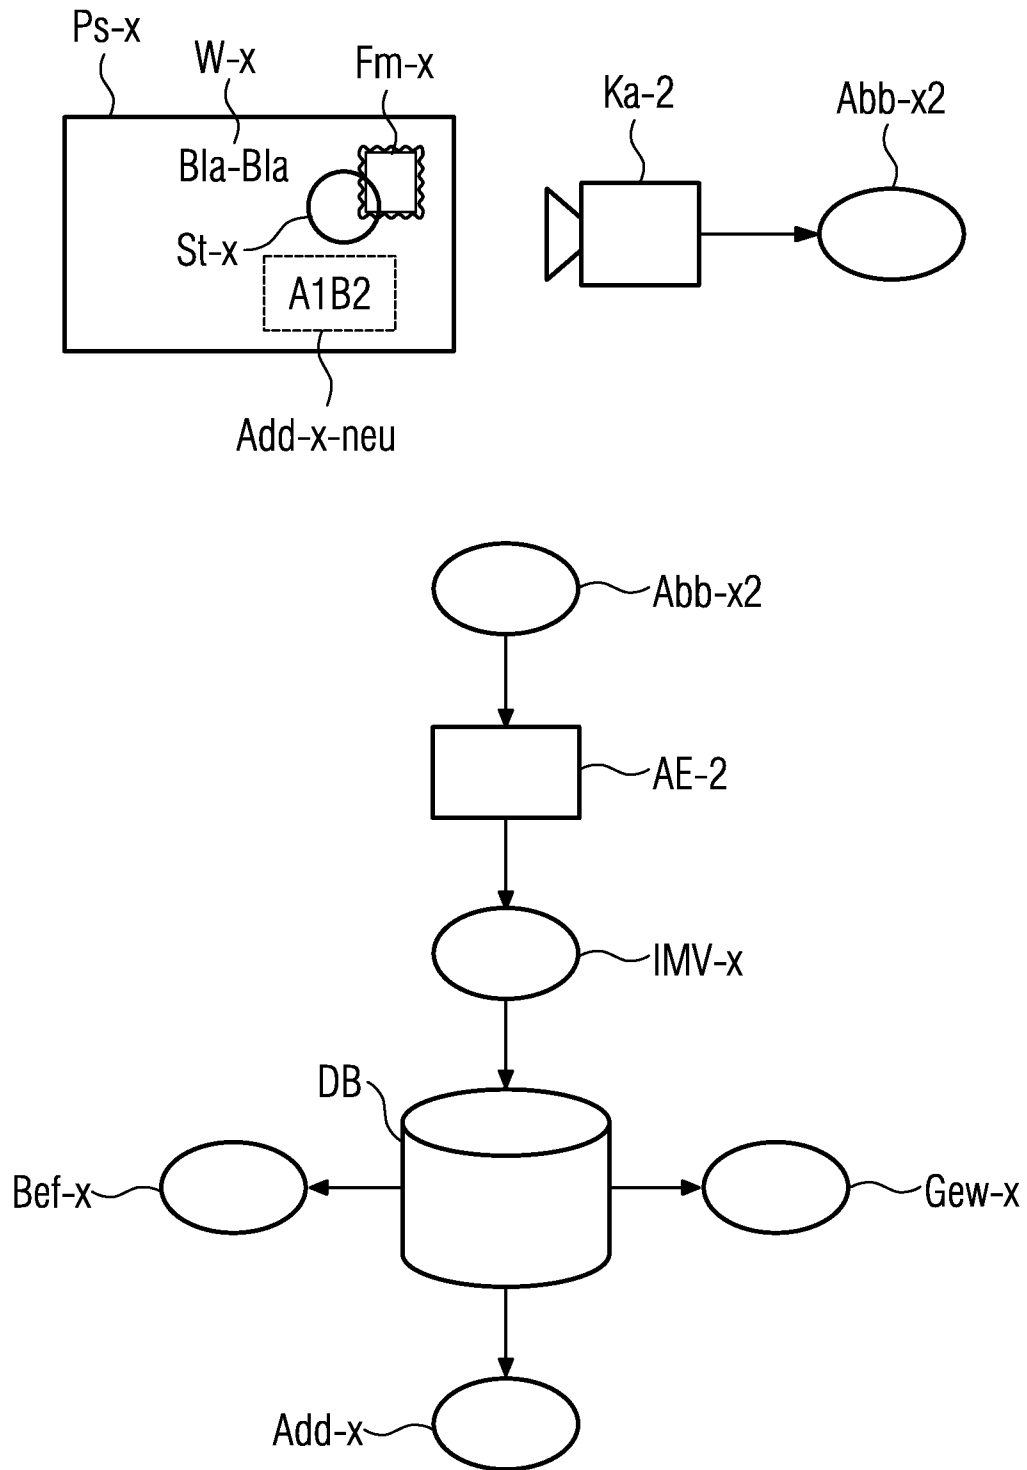 Ps-x
W-x
Fm-x
Ka-2
Abb-x2
Bla-Bla
St-x
A1B2
Add-x-neu
Abb-x2
AE-2
IMV-x
DB
Bef-x
Gew-x
Add-x